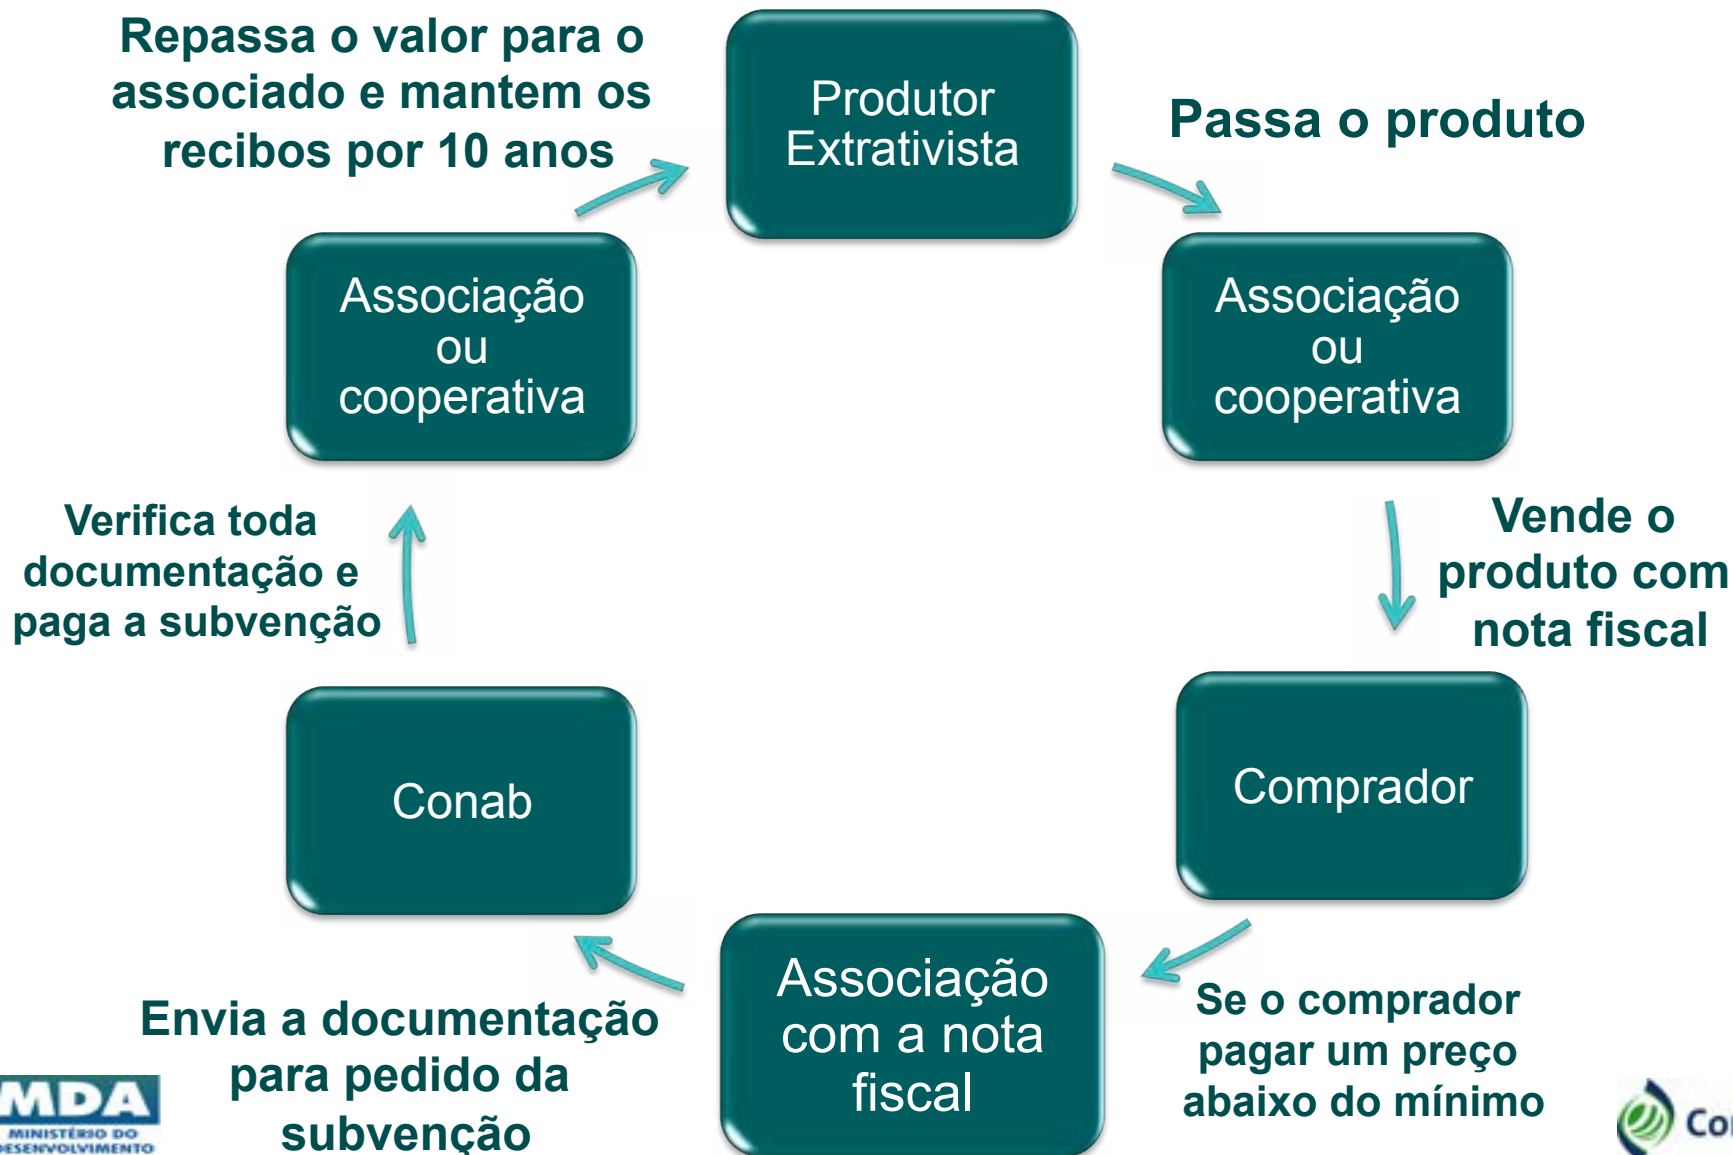 Repassa o valor para o
associado e mantem os
recibos por 10 anos
Produtor
Extrativista
Passa o produto
Associação
ou
cooperativa
Associação
ou
cooperativa
Verifica toda
documentação e
paga a subvenção
Vende o
produto com
nota fiscal
Conab
Comprador
Associação
com a nota
fiscal
Envia a documentação
para pedido da
subvenção
Se o comprador
pagar um preço
abaixo do mínimo
MDA
MINISTÉRIO DO
DESENVOLVIMENTO